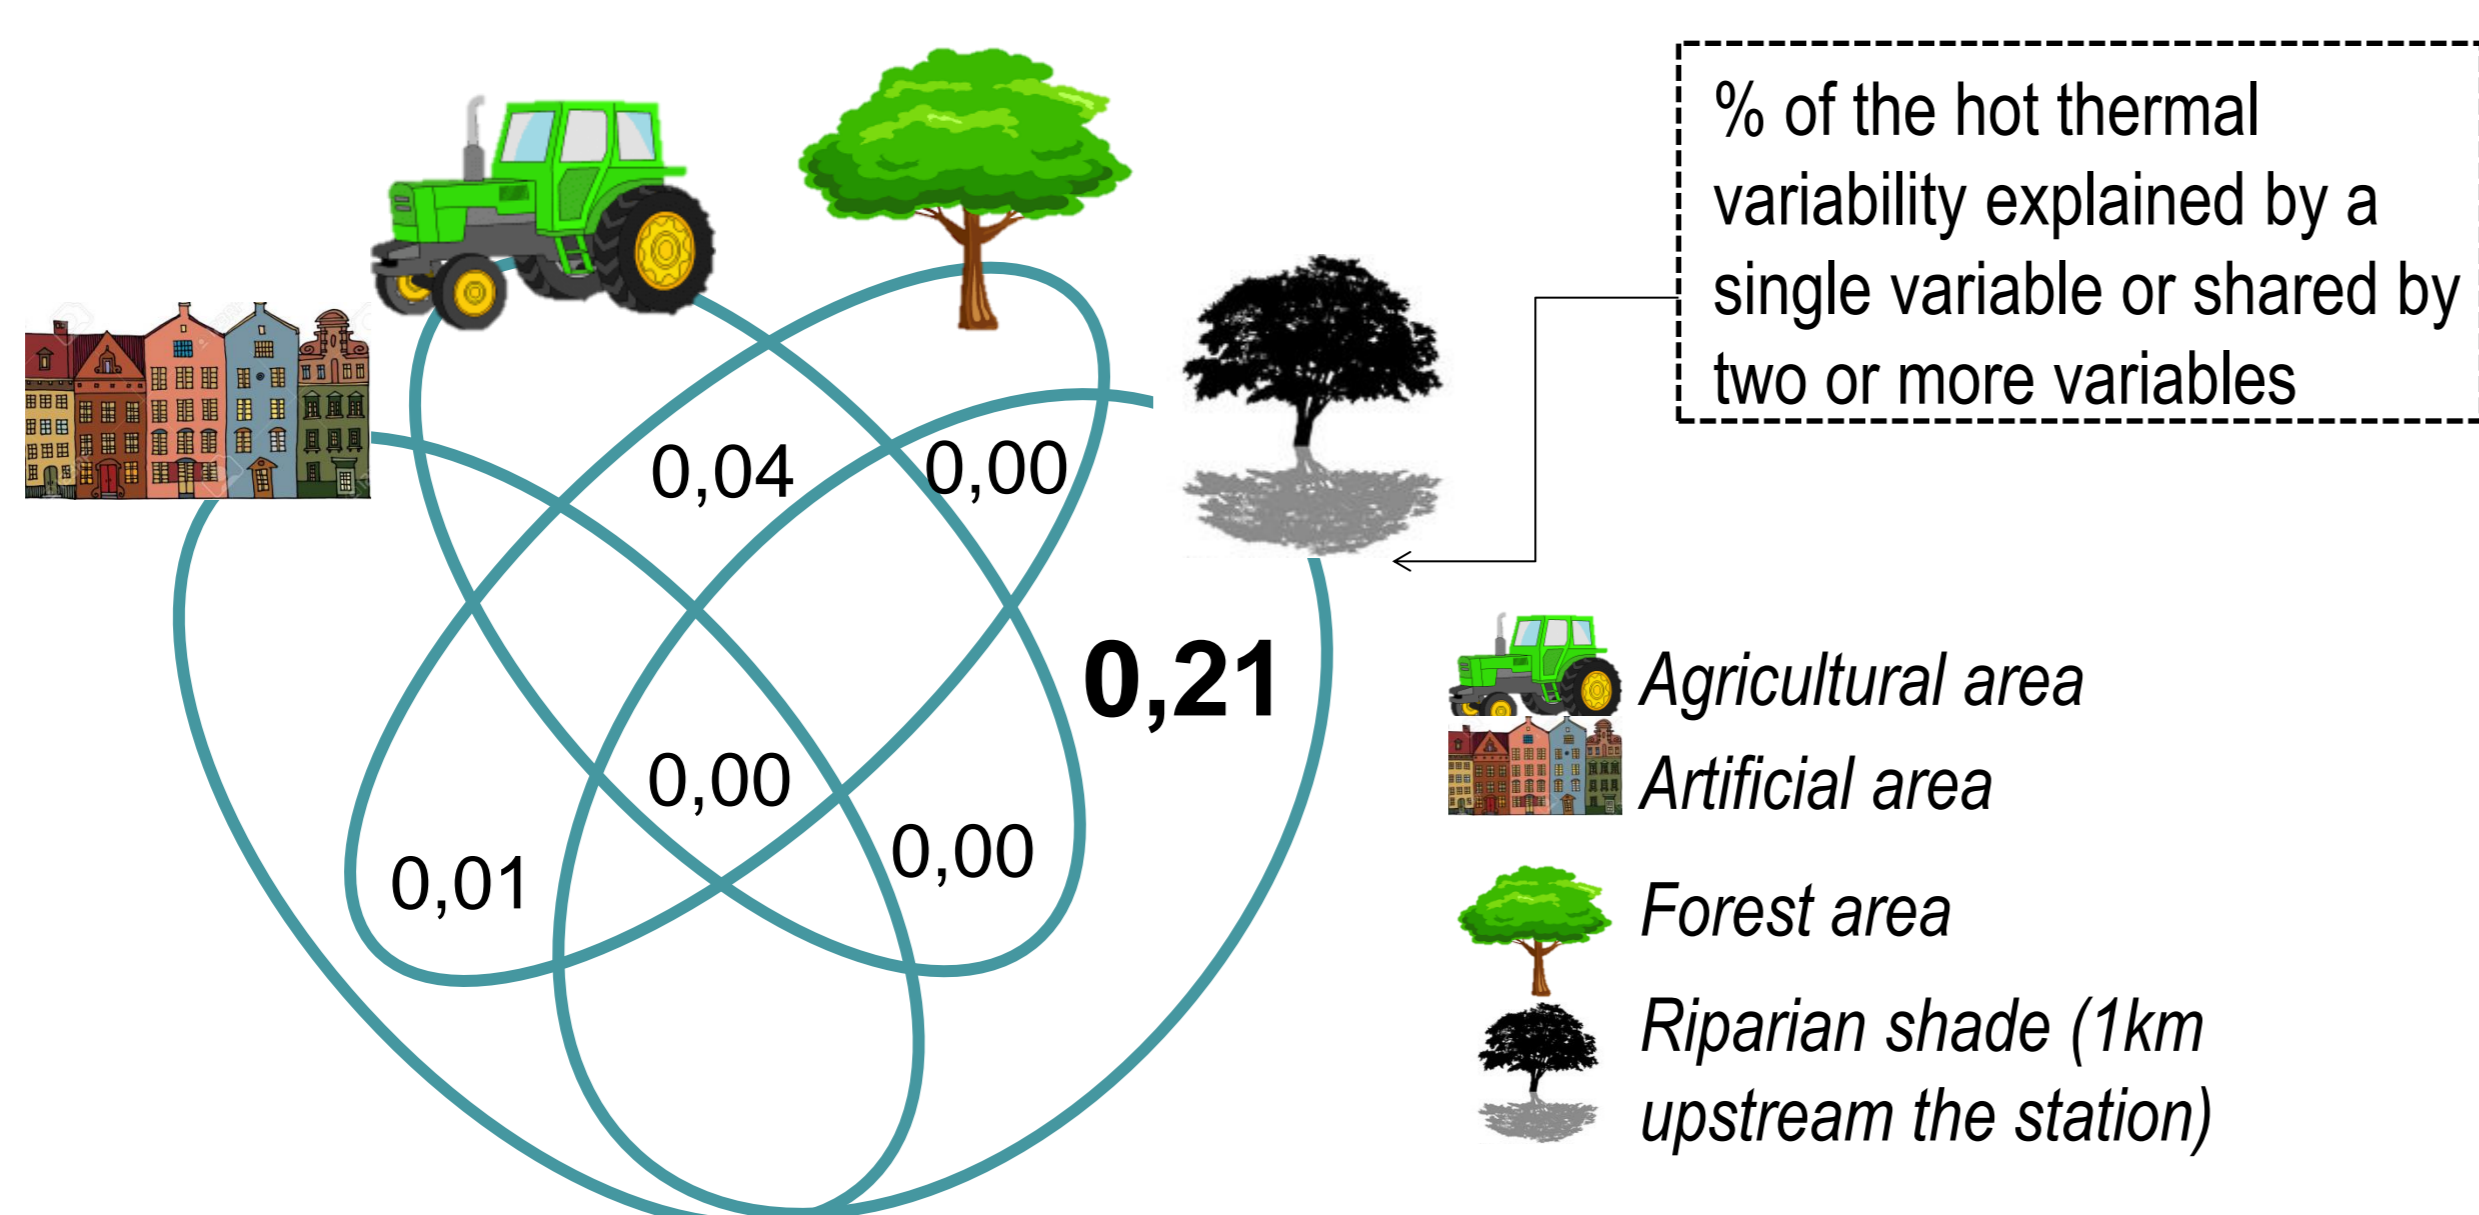 % of the hot thermal
variability explained by a
single variable or shared by
two or more variables
0,04
0,00
0,21
0,00
0,00
0,01
Agricultural area
Artificial area
Forest area
Riparian shade (1km
upstream the station)